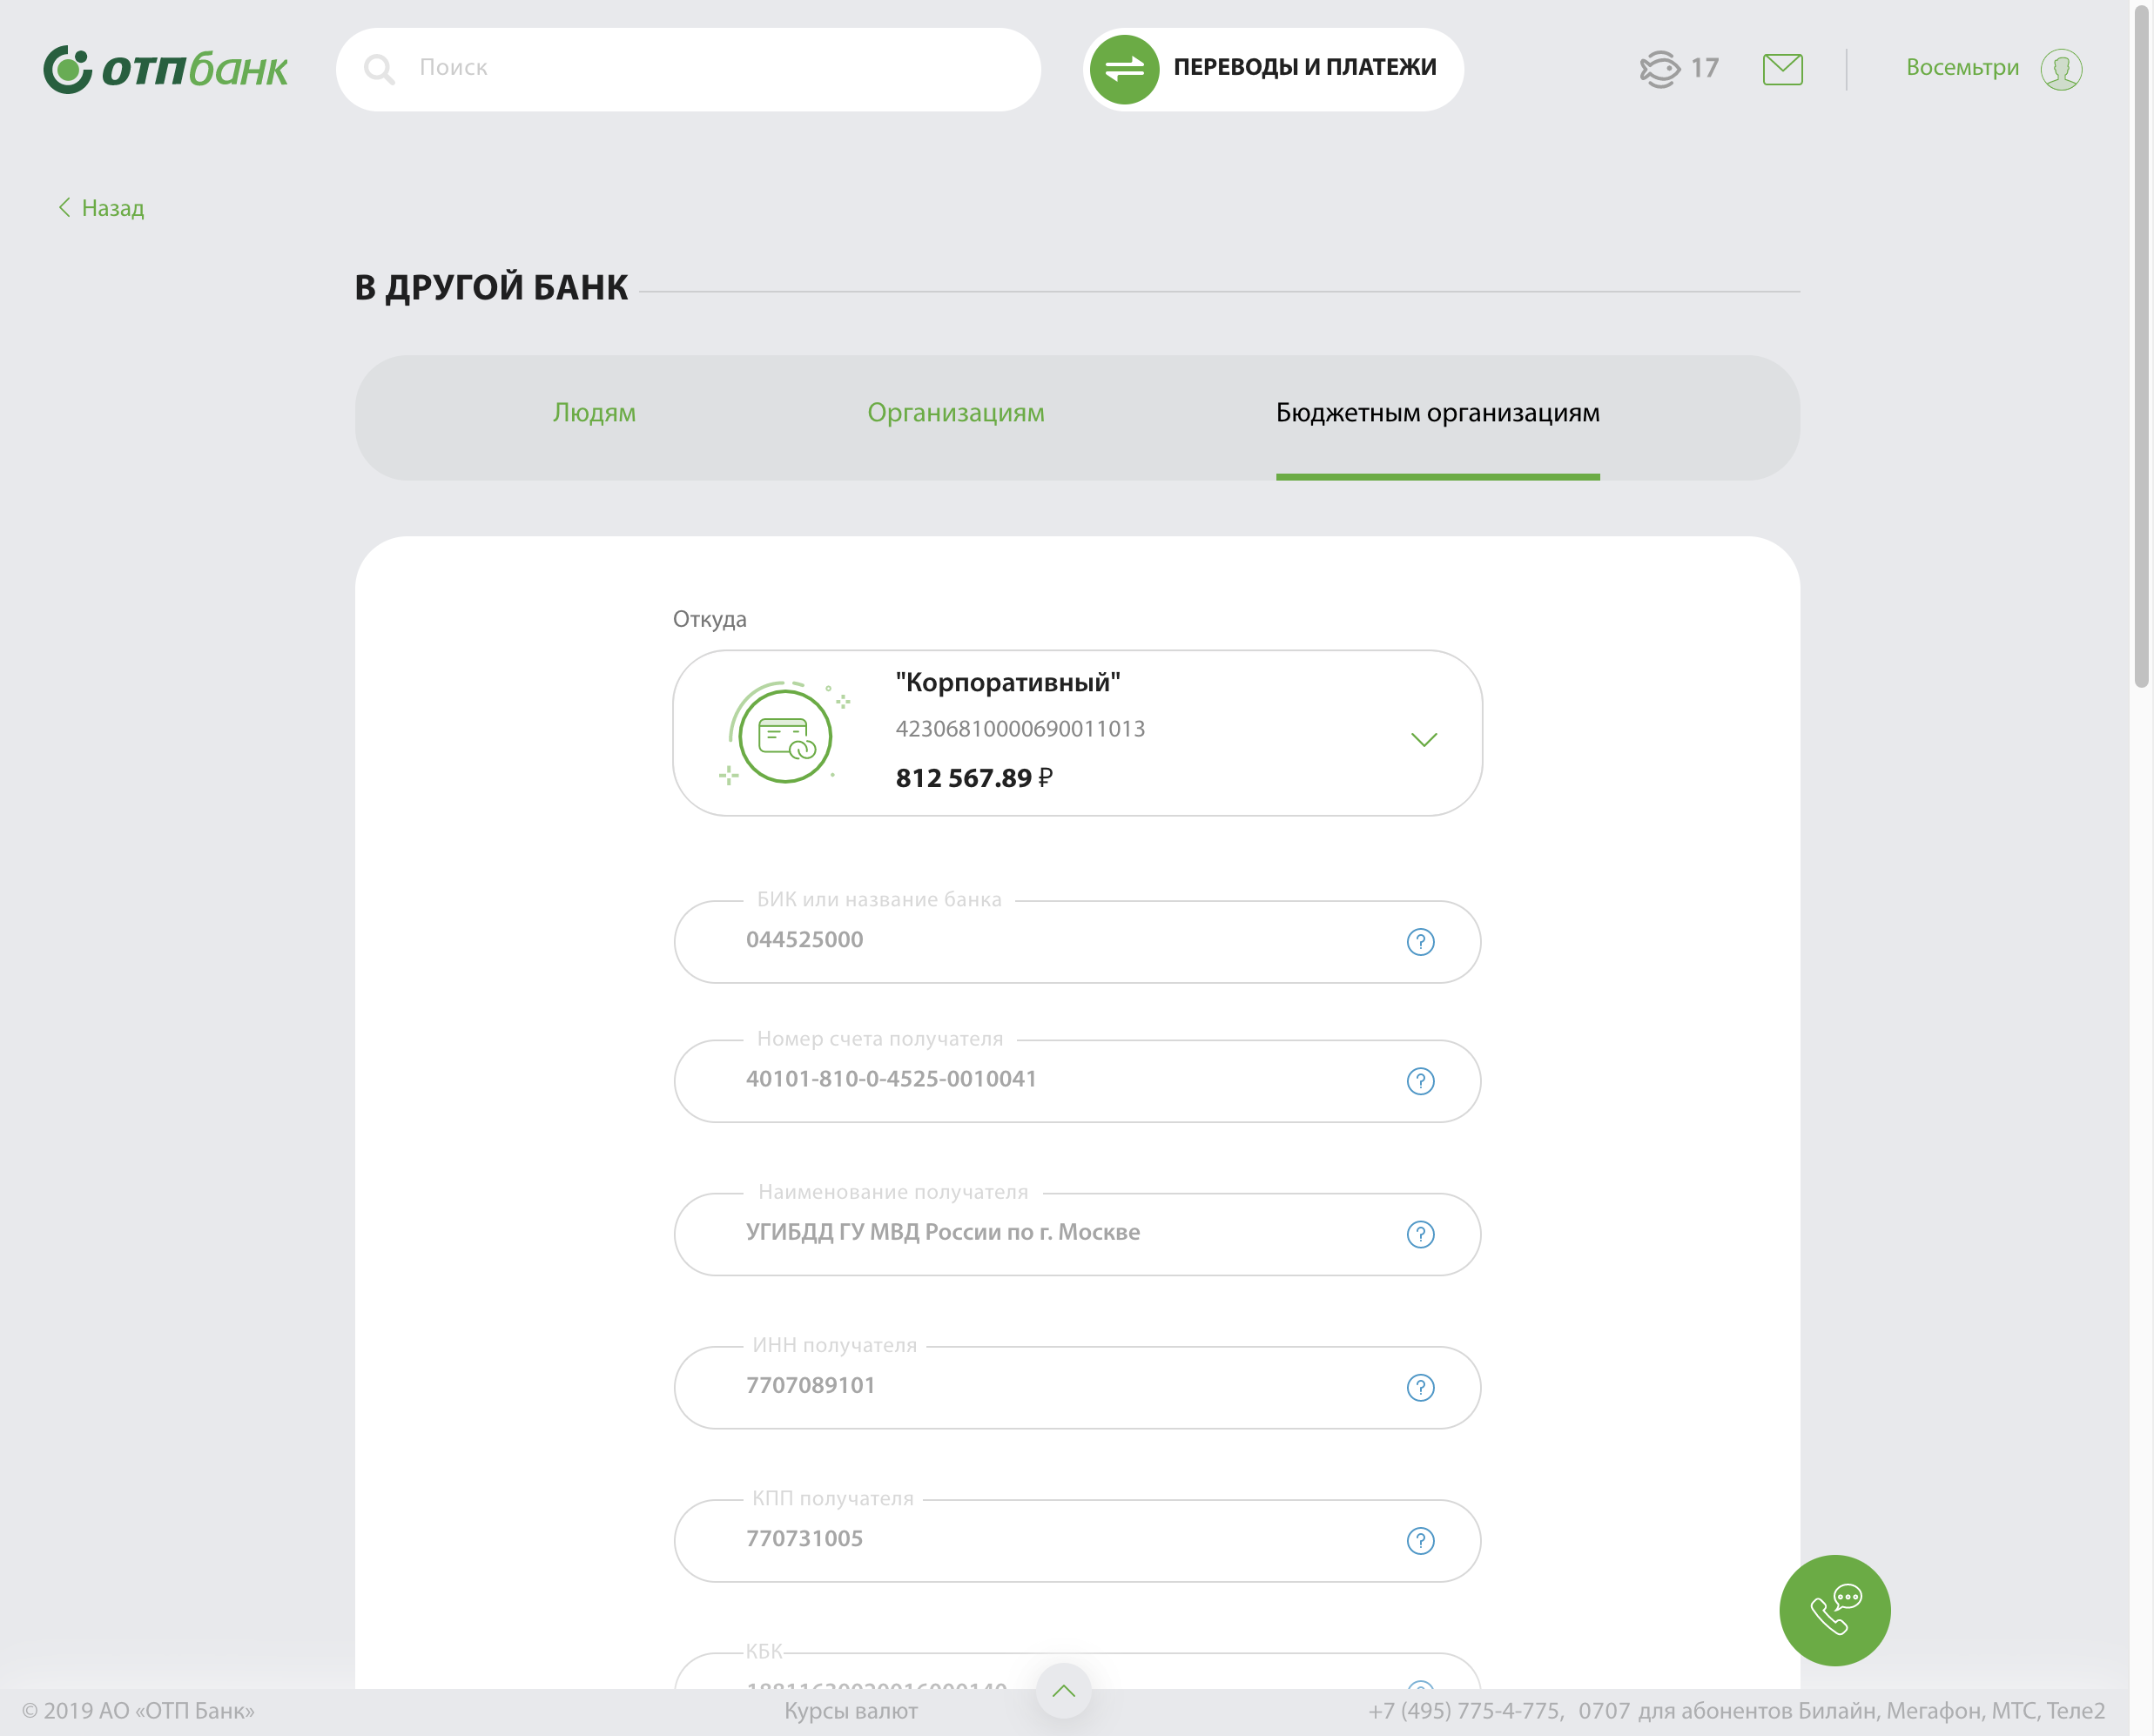 отпбанк
Поиск
ПЕРЕВОДЫ И ПЛАТЕЖИ
17
Восемьтри
Назад
В ДРУГОЙ БАНК
Людям
Организациям
Бюджетным организациям
Откуда
"Корпоративный"
42306810000690011013
812 567.89 ₽
БИК или название банка
044525000
?
Номер счета получателя
40101-810-0-4525-0010041
?
Наименование получателя
УГИБДД ГУ МВД России по г. Москве
?
ИНН получателя
7707089101
?
КПП получателя
770731005
?
КБК
© 2019 АО «ОТП Банк»
Курсы валют
+7 (495) 775-4-775, 0707 для абонентов Билайн, Мегафон, МТС, Теле2